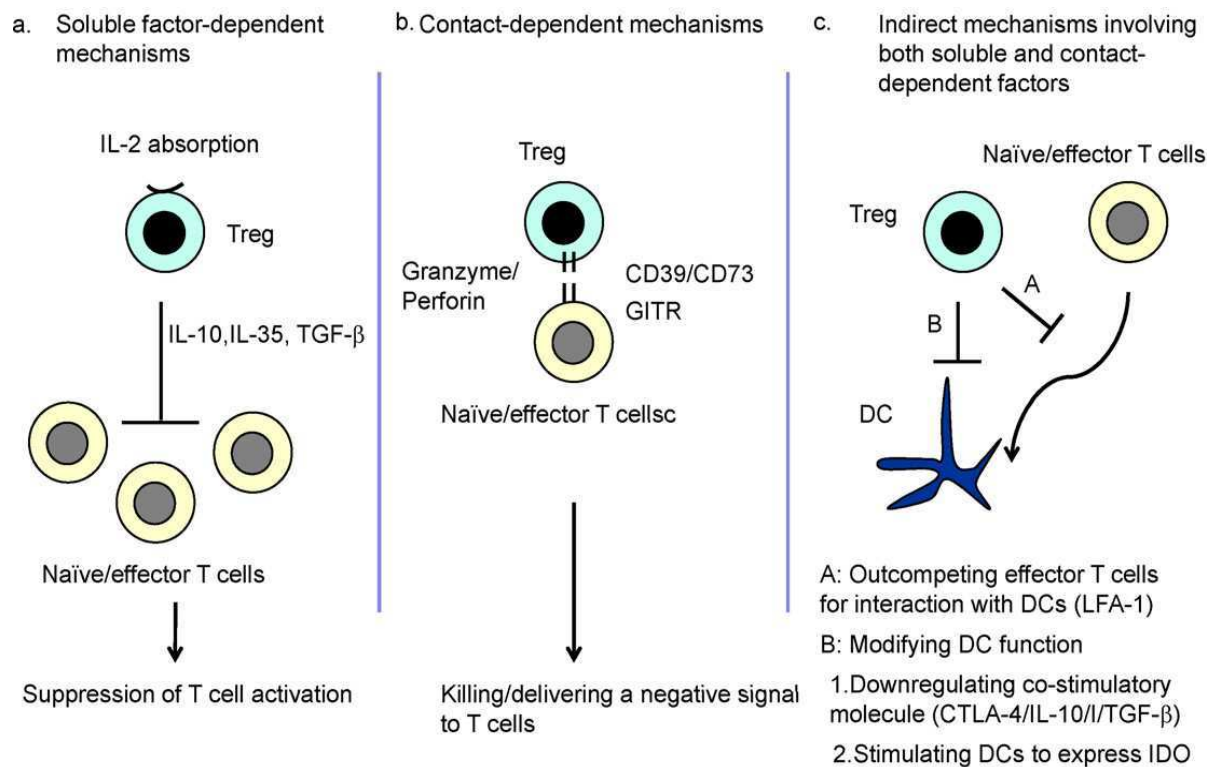 a. Soluble factor-dependent
mechanisms
IL-2 absorption
Treg
IL-10,IL-35, TGF-β
Naïve/effector T cells
Suppression of T cell activation
b. Contact-dependent mechanisms
Treg
Granzyme/
Perforin
CD39/CD73
GITR
Naïve/effector T cellsc
Killing/delivering a negative signal
to T cells
c. Indirect mechanisms involving
both soluble and contact-
dependent factors
Naïve/effector T cells
Treg
A
B
DC
A: Outcompeting effector T cells
for interaction with DCs (LFA-1)
B: Modifying DC function
1.Downregulating co-stimulatory
molecule (CTLA-4/IL-10/I/TGF-β)
2.Stimulating DCs to express IDO